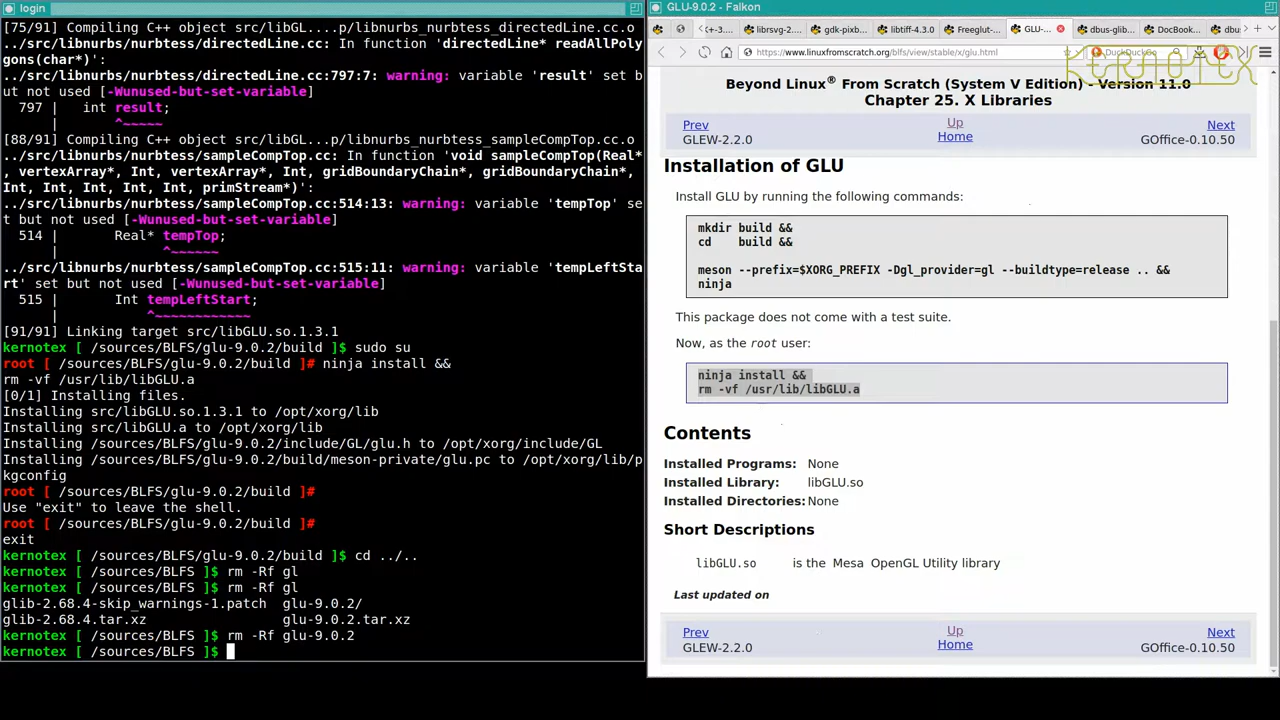 login
[75/91] Compiling C++ object src/libGL....p/libnurbs_nurbtess_directedLine.cc.o
../src/libnurbs/nurbtess/directedLine.cc: In function 'directedLine* readAllPoly
gons(char*)':
../src/libnurbs/nurbtess/directedLine.cc:797:7: warning: variable 'result' set b
ut not used [-Wunused-but-set-variable]
797 |   int result;
|       ^~~~~~
[88/91] Compiling C++ object src/libGL...p/libnurbs_nurbtess_sampleCompTop.cc.o
../src/libnurbs/nurbtess/sampleCompTop.cc: In function 'void sampleCompTop(Real*
, vertexArray*, Int, vertexArray*, Int, gridBoundaryChain*, gridBoundaryChain*,
Int, Int, Int, Int, Int, primStream*)':
../src/libnurbs/nurbtess/sampleCompTop.cc:514:13: warning: variable 'tempTop' se
t but not used [-Wunused-but-set-variable]
514 |       Real* tempTop;
|             ^~~~~~~
../src/libnurbs/nurbtess/sampleCompTop.cc:515:11: warning: variable 'tempLeftSta
rt' set but not used [-Wunused-but-set-variable]
515 |       Int tempLeftStart;
|           ^~~~~~~~~~~~~
[91/91] Linking target src/libGLU.so.1.3.1
kernotex [ /sources/BLFS/glu-9.0.2/build ]$ sudo su
root [ /sources/BLFS/glu-9.0.2/build ]# ninja install &&
rm -vf /usr/lib/libGLU.a
[0/1] Installing files.
Installing src/libGLU.so.1.3.1 to /opt/xorg/lib
Installing src/libGLU.a to /opt/xorg/lib
Installing /sources/BLFS/glu-9.0.2/include/GL/glu.h to /opt/xorg/include/GL
Installing /sources/BLFS/glu-9.0.2/build/meson-private/glu.pc to /opt/xorg/lib/p
kgconfig
root [ /sources/BLFS/glu-9.0.2/build ]#
Use "exit" to leave the shell.
root [ /sources/BLFS/glu-9.0.2/build ]#
exit
kernotex [ /sources/BLFS/glu-9.0.2/build ]$ cd ../..
kernotex [ /sources/BLFS ]$ rm -Rf gl
kernotex [ /sources/BLFS ]$ rm -Rf gl
glib-2.68.4-skip_warnings-1.patch  glu-9.0.2/
glib-2.68.4.tar.xz                 glu-9.0.2.tar.xz
kernotex [ /sources/BLFS ]$ rm -Rf glu-9.0.2
kernotex [ /sources/BLFS ]$
GLU-9.0.2 - Falkon
+-3.... librsvg-2... gdk-pixb... libtiff-4.3.0 Freeglut-... GLU-... dbus-glib... DocBook... dbu
https://www.linuxfromscratch.org/blfs/view/stable/x/glu.html DuckDuckGo
KERNOTEX
Beyond Linux® From Scratch (System V Edition) - Version 11.0
Chapter 25. X Libraries
Prev Up Next
GLEW-2.2.0 Home GOffice-0.10.50
Installation of GLU
Install GLU by running the following commands:
mkdir build &&
cd    build &&
meson --prefix=$XORG_PREFIX -Dgl_provider=gl --buildtype=release .. &&
ninja
This package does not come with a test suite.
Now, as the root user:
ninja install &&
rm -vf /usr/lib/libGLU.a
Contents
Installed Programs: None
Installed Library: libGLU.so
Installed Directories: None
Short Descriptions
libGLU.so is the Mesa OpenGL Utility library
Last updated on
Prev Up Next
GLEW-2.2.0 Home GOffice-0.10.50